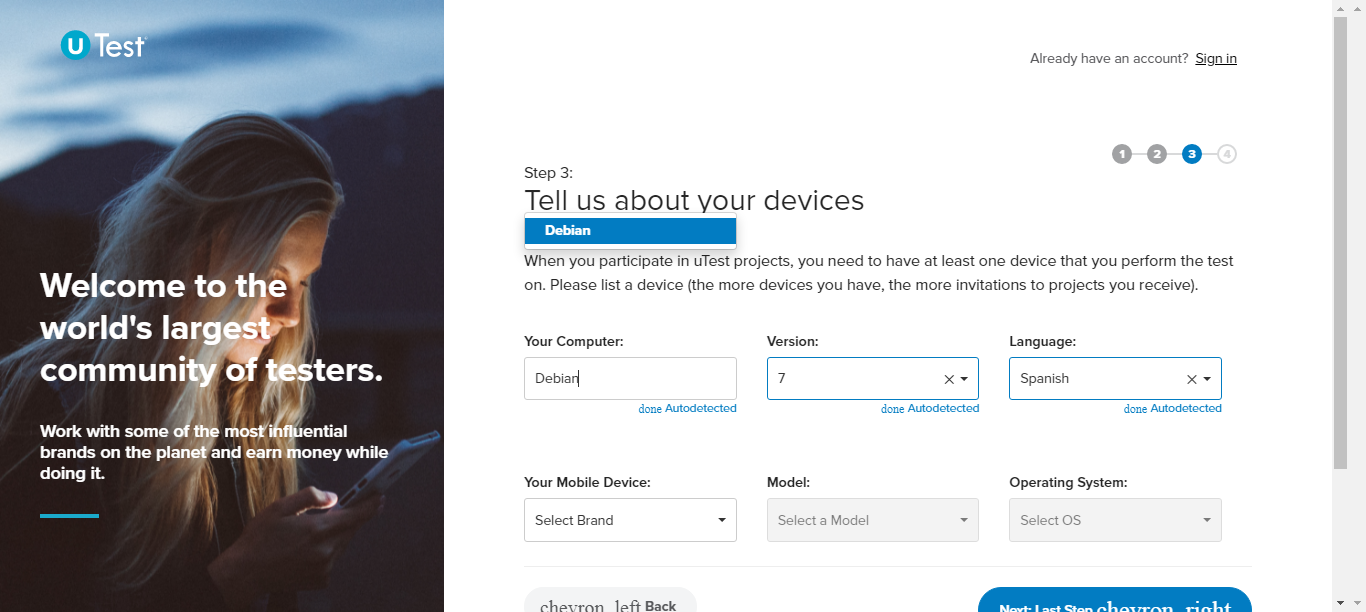 U Test
Welcome to the
world's largest
community of testers.
Work with some of the most influential
brands on the planet and earn money while
doing it.
Already have an account? Sign in
1 2 3 4
Step 3:
Tell us about your devices
Debian
When you participate in uTest projects, you need to have at least one device that you perform the test
on. Please list a device (the more devices you have, the more invitations to projects you receive).
Your Computer: Version: Language:
Debian 7 Spanish
done Autodetected done Autodetected done Autodetected
Your Mobile Device: Model: Operating System:
Select Brand Select a Model Select OS
chevron_left Back Next: Last Step chevron_right